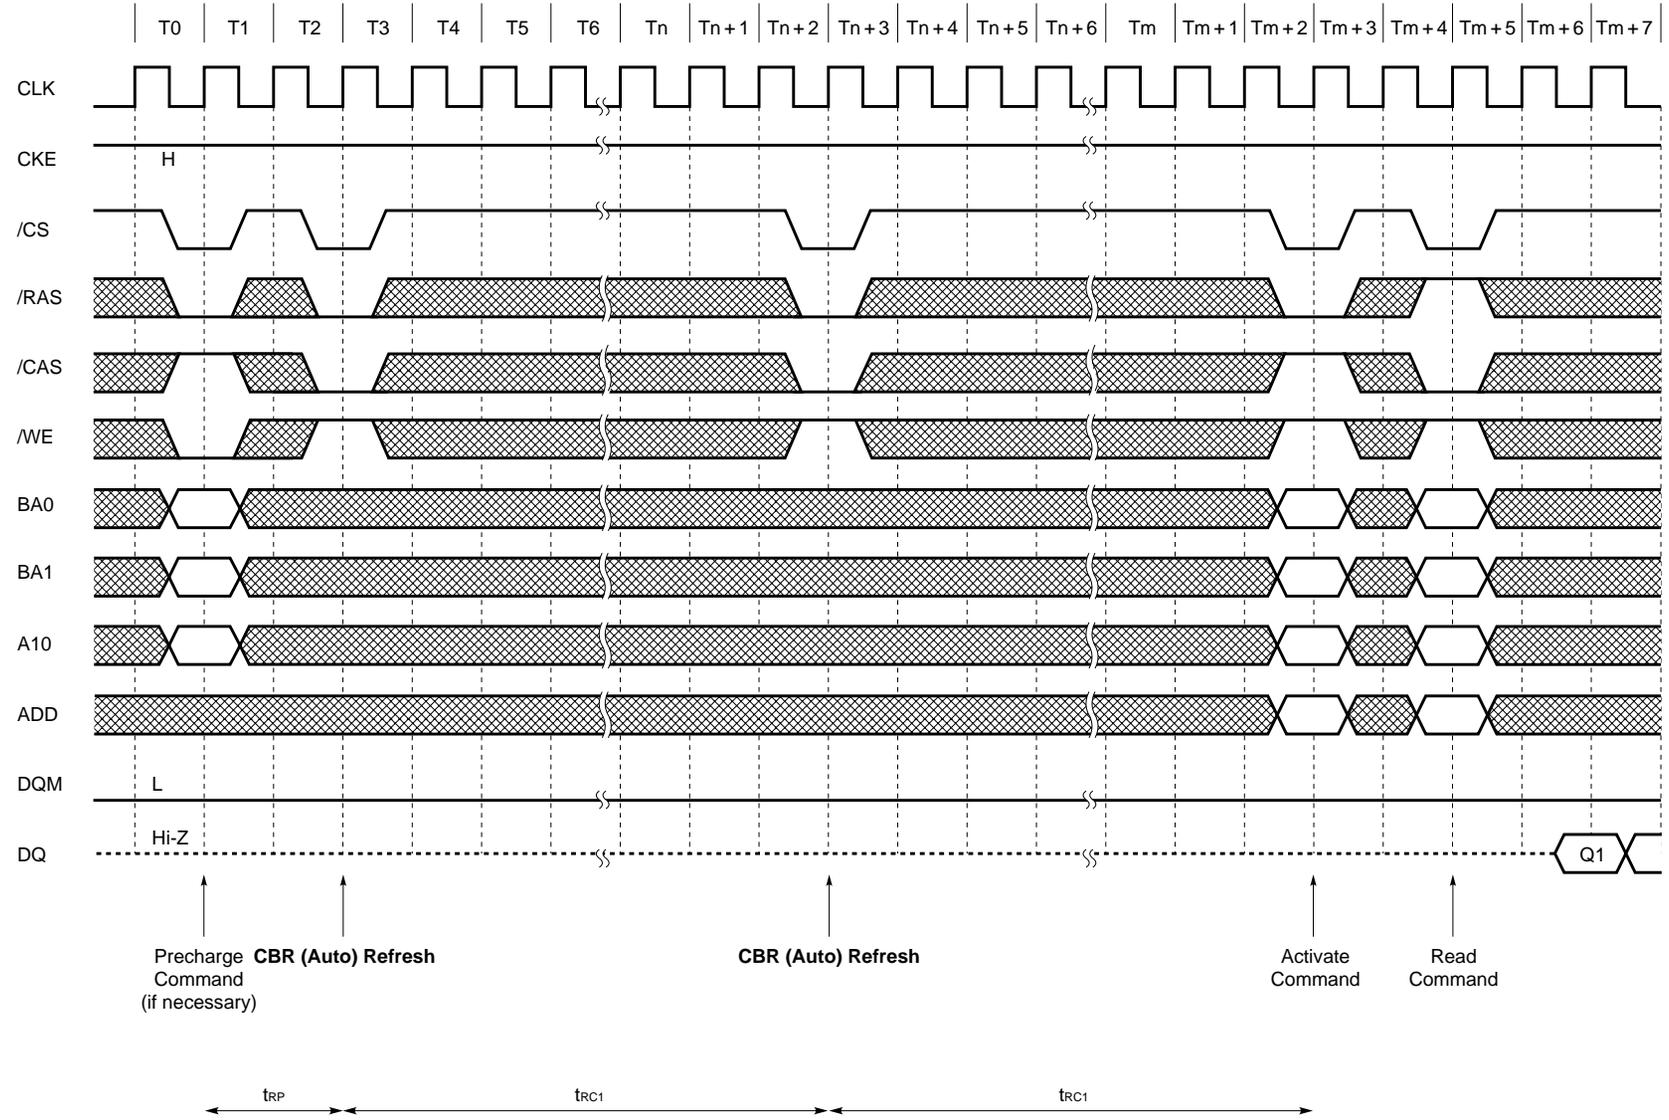 T0 T1 T2 T3 T4 T5 T6 Tn Tn+1 Tn+2 Tn+3 Tn+4 Tn+5 Tn+6 Tm Tm+1 Tm+2 Tm+3 Tm+4 Tm+5 Tm+6 Tm+7
CLK
CKE H
/CS
/RAS
/CAS
/WE
BA0
BA1
A10
ADD
DQM L
Hi-Z
DQ Q1
Precharge CBR (Auto) Refresh CBR (Auto) Refresh Activate Read
Command Command Command
(if necessary)
tRP tRC1 tRC1